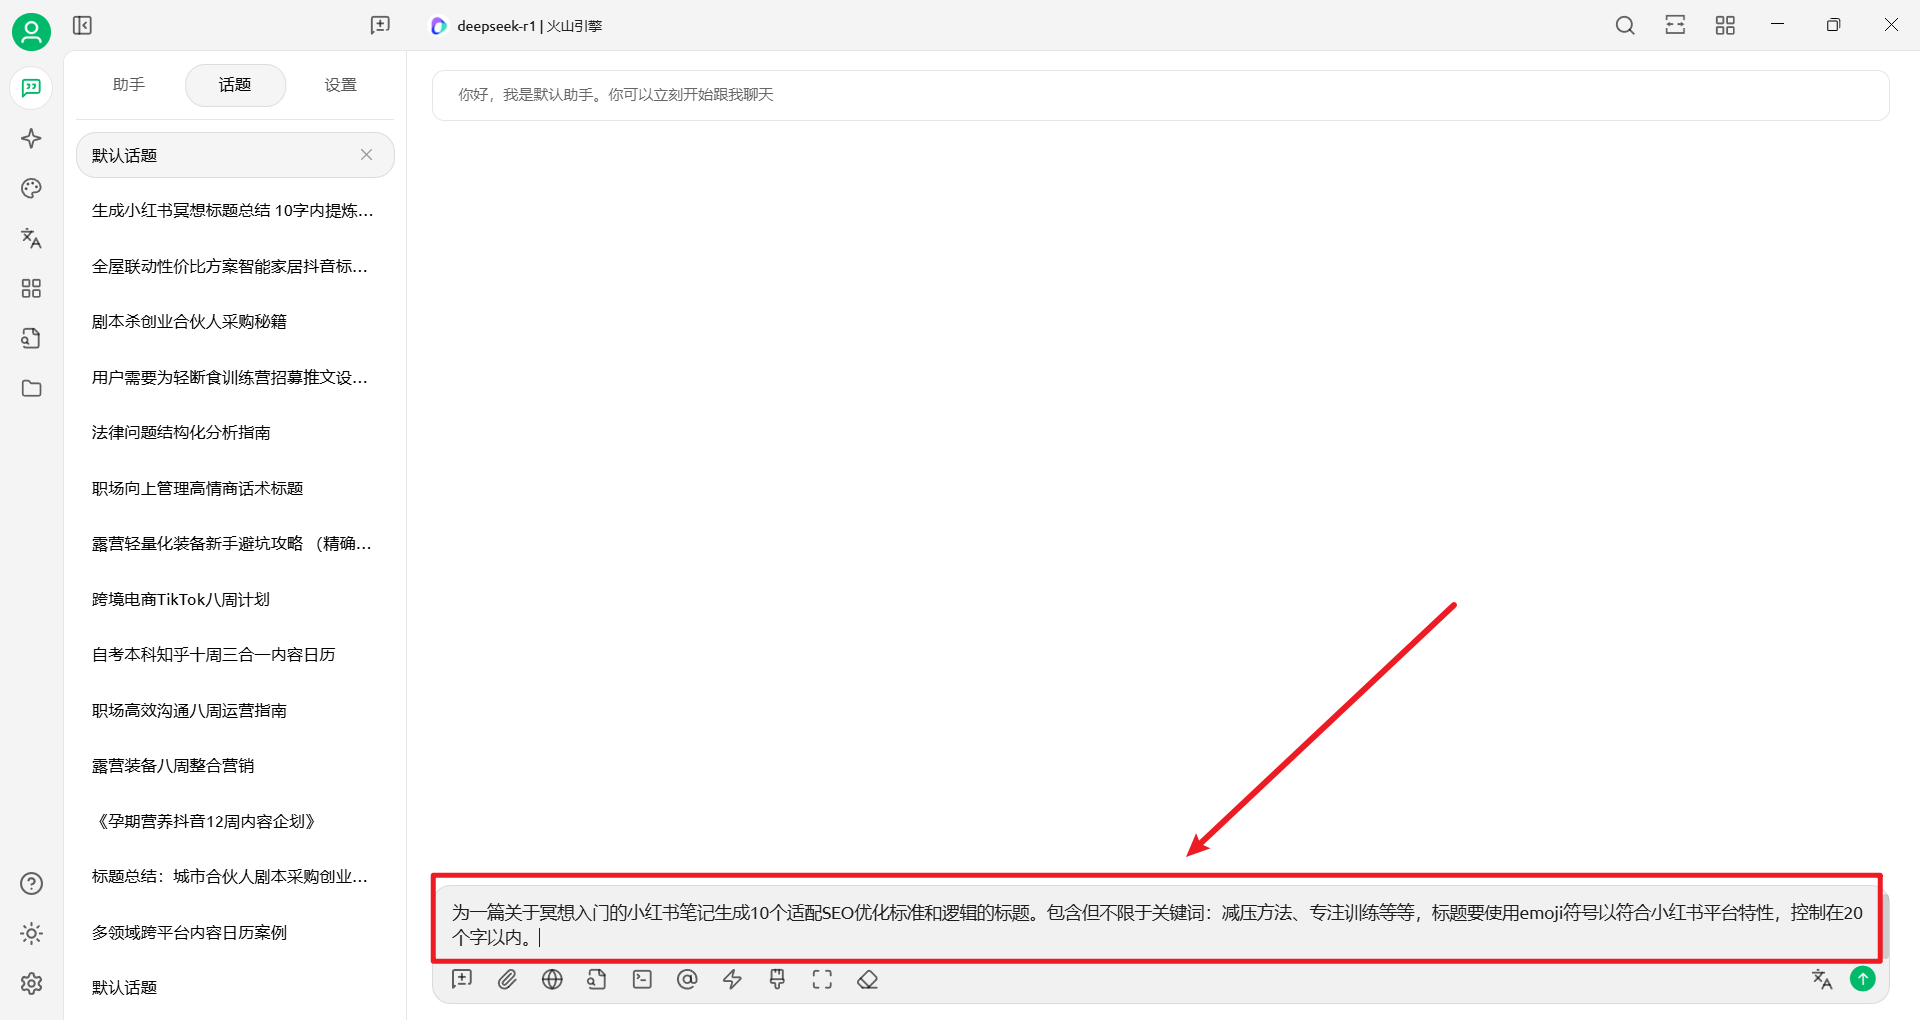 deepseek-r1 | 火山引擎
助手
话题
设置
默认话题
生成小红书冥想标题总结 10字内提炼...
全屋联动性价比方案智能家居抖音标...
剧本杀创业合伙人采购秘籍
用户需要为轻断食训练营招募推文设...
法律问题结构化分析指南
职场向上管理高情商话术标题
露营轻量化装备新手避坑攻略 （精确...
跨境电商TikTok八周计划
自考本科知乎十周三合一内容日历
职场高效沟通八周运营指南
露营装备八周整合营销
《孕期营养抖音12周内容企划》
标题总结：城市合伙人剧本采购创业...
多领域跨平台内容日历案例
默认话题
你好，我是默认助手。你可以立刻开始跟我聊天
为一篇关于冥想入门的小红书笔记生成10个适配SEO优化标准和逻辑的标题。包含但不限于关键词：减压方法、专注训练等等，标题要使用emoji符号以符合小红书平台特性，控制在20
个字以内。